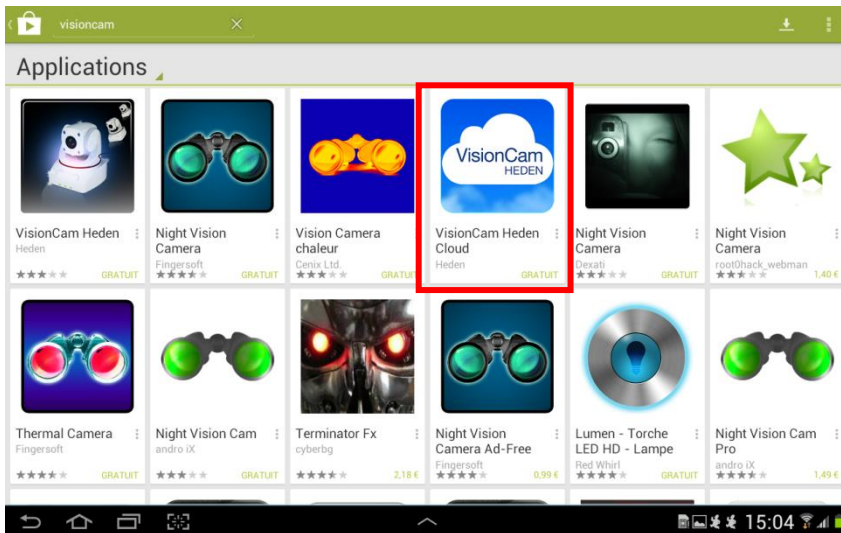 visioncam
Applications
VisionCam
HEDEN
VisionCam Heden
Heden
GRATUIT
Night Vision
Camera
Fingersoft
GRATUIT
Vision Camera
chaleur
Cenix Ltd.
GRATUIT
VisionCam Heden
Cloud
Heden
GRATUIT
Night Vision
Camera
Dexati
GRATUIT
Night Vision
Camera
root0hack_webman
1,40 €
Thermal Camera
Fingersoft
GRATUIT
Night Vision Cam
andro iX
GRATUIT
Terminator Fx
cyberbg
2,18 €
Night Vision
Camera Ad-Free
Fingersoft
0,99 €
Lumen - Torche
LED HD - Lampe
Red Whirl
GRATUIT
Night Vision Cam
Pro
andro iX
1,49 €
15:04